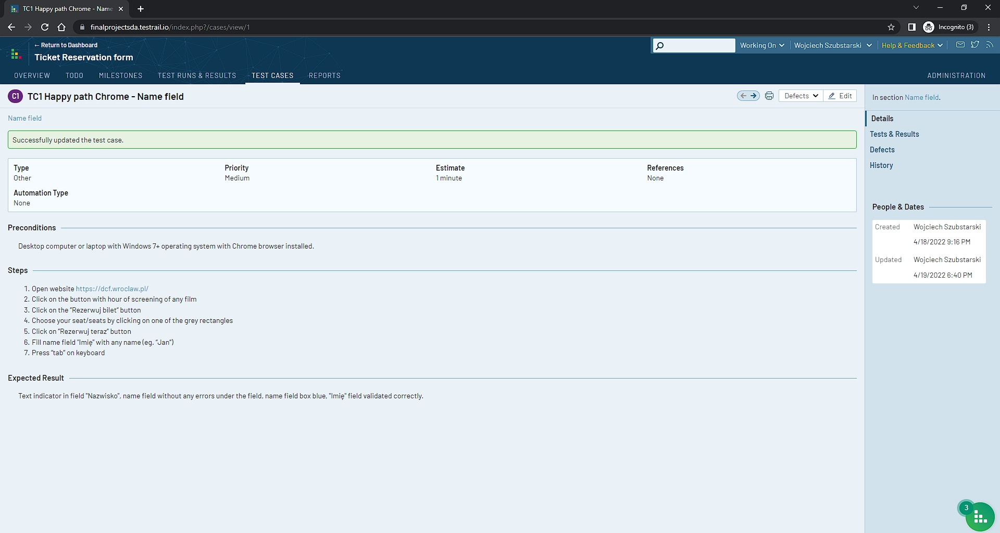 TC1 Happy path Chrome - Name
finalprojectsda.testrail.io/index.php?/cases/view/1
Incognito (3)
← Return to Dashboard
Ticket Reservation form
Working On
Wojciech Szubstarski
Help & Feedback
OVERVIEW
TODO
MILESTONES
TEST RUNS & RESULTS
TEST CASES
REPORTS
ADMINISTRATION
C1
TC1 Happy path Chrome - Name field
Defects
Edit
In section Name field.
Name field
Successfully updated the test case.
Type
Other
Priority
Medium
Estimate
1 minute
References
None
Automation Type
None
Preconditions
Desktop computer or laptop with Windows 7+ operating system with Chrome browser installed.
Steps
1. Open website https://dcf.wroclaw.pl/
2. Click on the button with hour of screening of any film
3. Click on the "Rezerwuj bilet" button
4. Choose your seat/seats by clicking on one of the grey rectangles
5. Click on "Rezerwuj teraz" button
6. Fill name field "Imię" with any name (eg. “Jan”)
7. Press “tab” on keyboard
Expected Result
Text indicator in field "Nazwisko", name field without any errors under the field, name field box blue, "Imię" field validated correctly.
Details
Tests & Results
Defects
History
People & Dates
Created
Wojciech Szubstarski
4/18/2022 9:16 PM
Updated
Wojciech Szubstarski
4/19/2022 6:40 PM
3